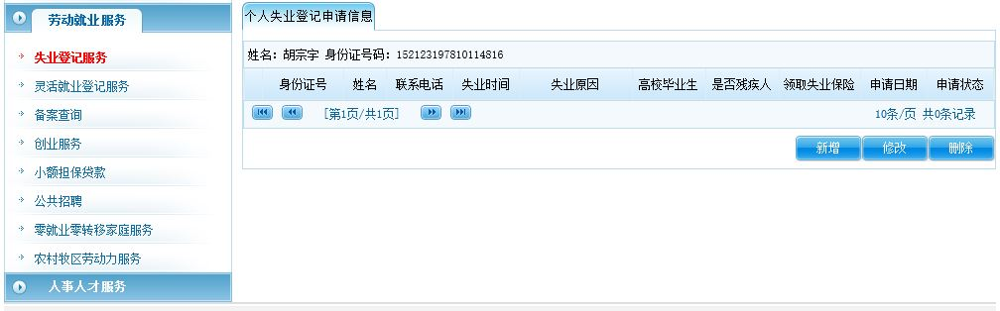 劳动就业服务
失业登记服务
灵活就业登记服务
备案查询
创业服务
小额担保贷款
公共招聘
零就业零转移家庭服务
农村牧区劳动力服务
人事人才服务
个人失业登记申请信息
姓名：胡宗宇 身份证号码：152123197810114816
身份证号 姓名 联系电话 失业时间 失业原因 高校毕业生 是否残疾人 领取失业保险 申请日期 申请状态
[第1页/共1页] 10条/页 共0条记录
新增 修改 删除